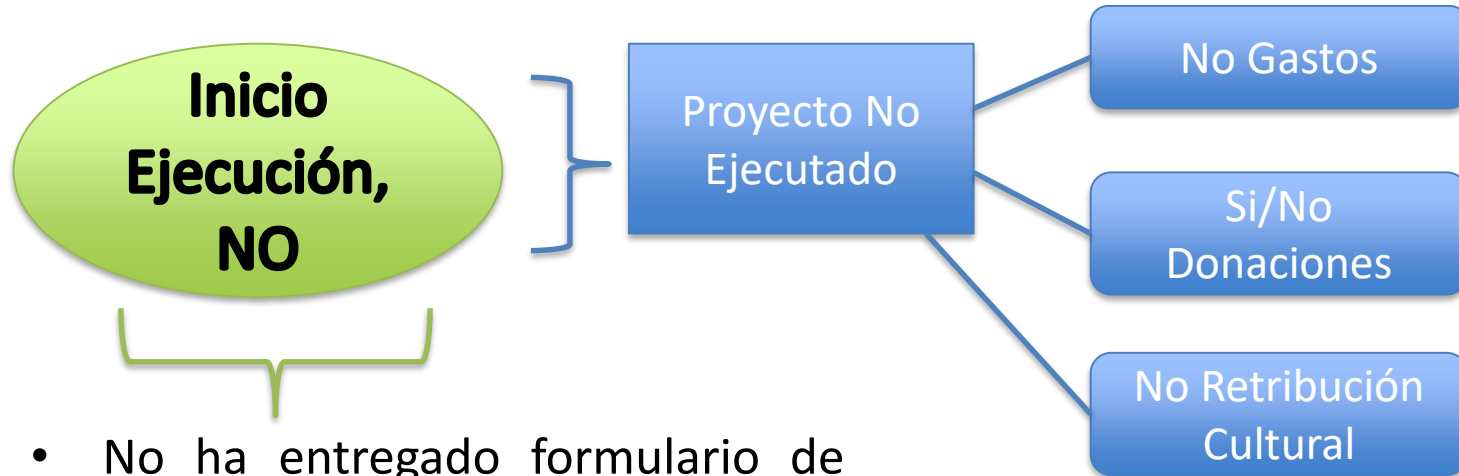 Inicio
Ejecución,
NO
Proyecto No
Ejecutado
No Gastos
Si/No
Donaciones
No Retribución
Cultural
• No ha entregado formulario de